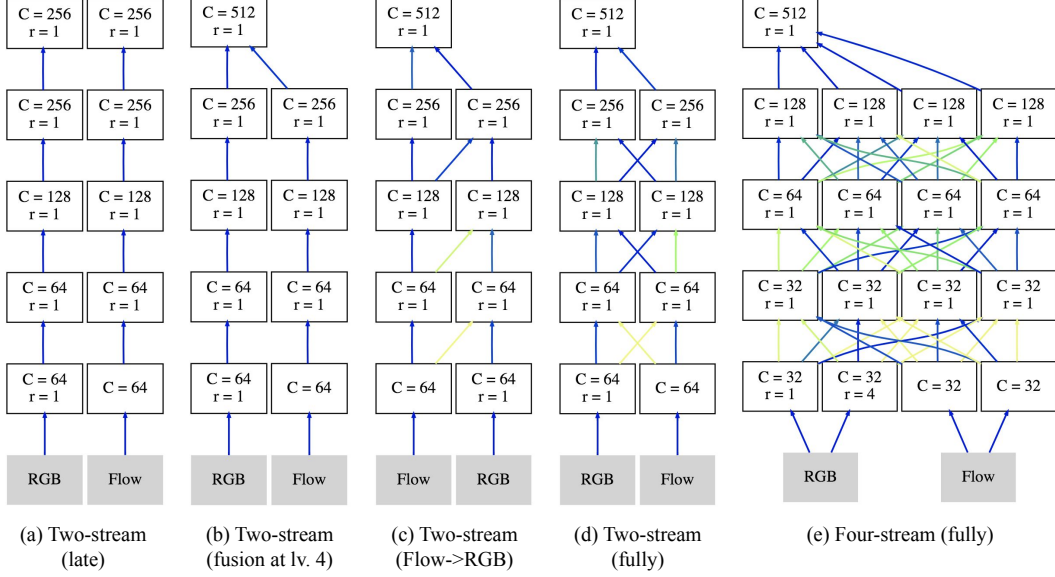 C = 256
r = 1
C = 256
r = 1
C = 256
r = 1
C = 256
r = 1
C = 128
r = 1
C = 128
r = 1
C = 64
r = 1
C = 64
r = 1
C = 64
r = 1
C = 64
RGB
Flow
(a) Two-stream
(late)
C = 512
r = 1
C = 256
r = 1
C = 256
r = 1
C = 128
r = 1
C = 128
r = 1
C = 64
r = 1
C = 64
r = 1
C = 64
r = 1
C = 64
RGB
Flow
(b) Two-stream
(fusion at lv. 4)
C = 512
r = 1
C = 256
r = 1
C = 256
r = 1
C = 128
r = 1
C = 128
r = 1
C = 64
r = 1
C = 64
r = 1
C = 64
C = 64
r = 1
Flow
RGB
(c) Two-stream
(Flow->RGB)
C = 512
r = 1
C = 256
r = 1
C = 256
r = 1
C = 128
r = 1
C = 128
r = 1
C = 64
r = 1
C = 64
r = 1
C = 64
r = 1
C = 64
RGB
Flow
(d) Two-stream
(fully)
C = 512
r = 1
C = 128
r = 1
C = 128
r = 1
C = 128
r = 1
C = 128
r = 1
C = 64
r = 1
C = 64
r = 1
C = 64
r = 1
C = 64
r = 1
C = 32
r = 1
C = 32
r = 1
C = 32
r = 1
C = 32
r = 1
C = 32
r = 1
C = 32
r = 4
C = 32
C = 32
RGB
Flow
(e) Four-stream (fully)